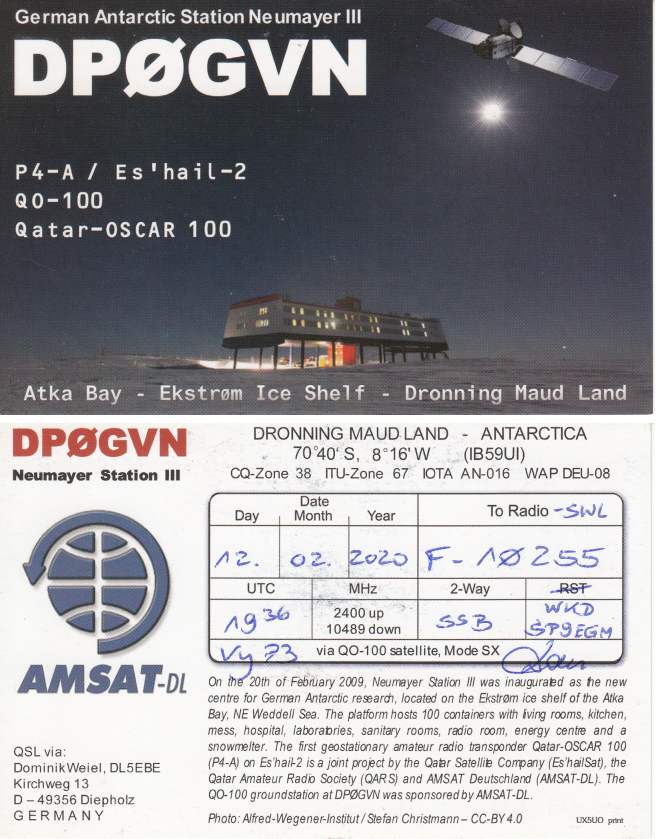 German Antarctic Station Neumayer III
DPØGVN
P4-A / Es'hail-2
QO-100
Qatar-OSCAR 100
Atka Bay - Ekstrøm Ice Shelf - Dronning Maud Land
DPØGVN
Neumayer Station III
DRONNING MAUD LAND - ANTARCTICA
70°40' S, 8°16' W (IB59UI)
CQ-Zone 38 ITU-Zone 67 IOTA AN-016 WAP DEU-08
Day Date Month Year To Radio -SWL
12. 02. 2020 F-10255
UTC MHz 2-Way RST
19 36 2400 up SSB WKD
10489 down SP9EGM
Vy 73 via QO-100 satellite, Mode SX
AMSAT-DL
On the 20th of February 2009, Neumayer Station III was inaugurated as the new
centre for German Antarctic research, located on the Ekstrøm ice shelf of the Atka
Bay, NE Weddell Sea. The platform hosts 100 containers with living rooms, kitchen,
mess, hospital, laboratories, sanitary rooms, radio room, energy centre and a
snowmelter. The first geostationary amateur radio transponder Qatar-OSCAR 100
(P4-A) on Es'hail-2 is a joint project by the Qatar Satellite Company (Es'hailSat), the
Qatar Amateur Radio Society (QARS) and AMSAT Deutschland (AMSAT-DL). The
QO-100 groundstation at DPØGVN was sponsored by AMSAT-DL.
QSL via:
Dominik Weiel, DL5EBE
Kirchweg 13
D – 49356 Diepholz
GERMANY
Photo: Alfred-Wegener-Institut / Stefan Christmann – CC-BY 4.0
UX5UO print